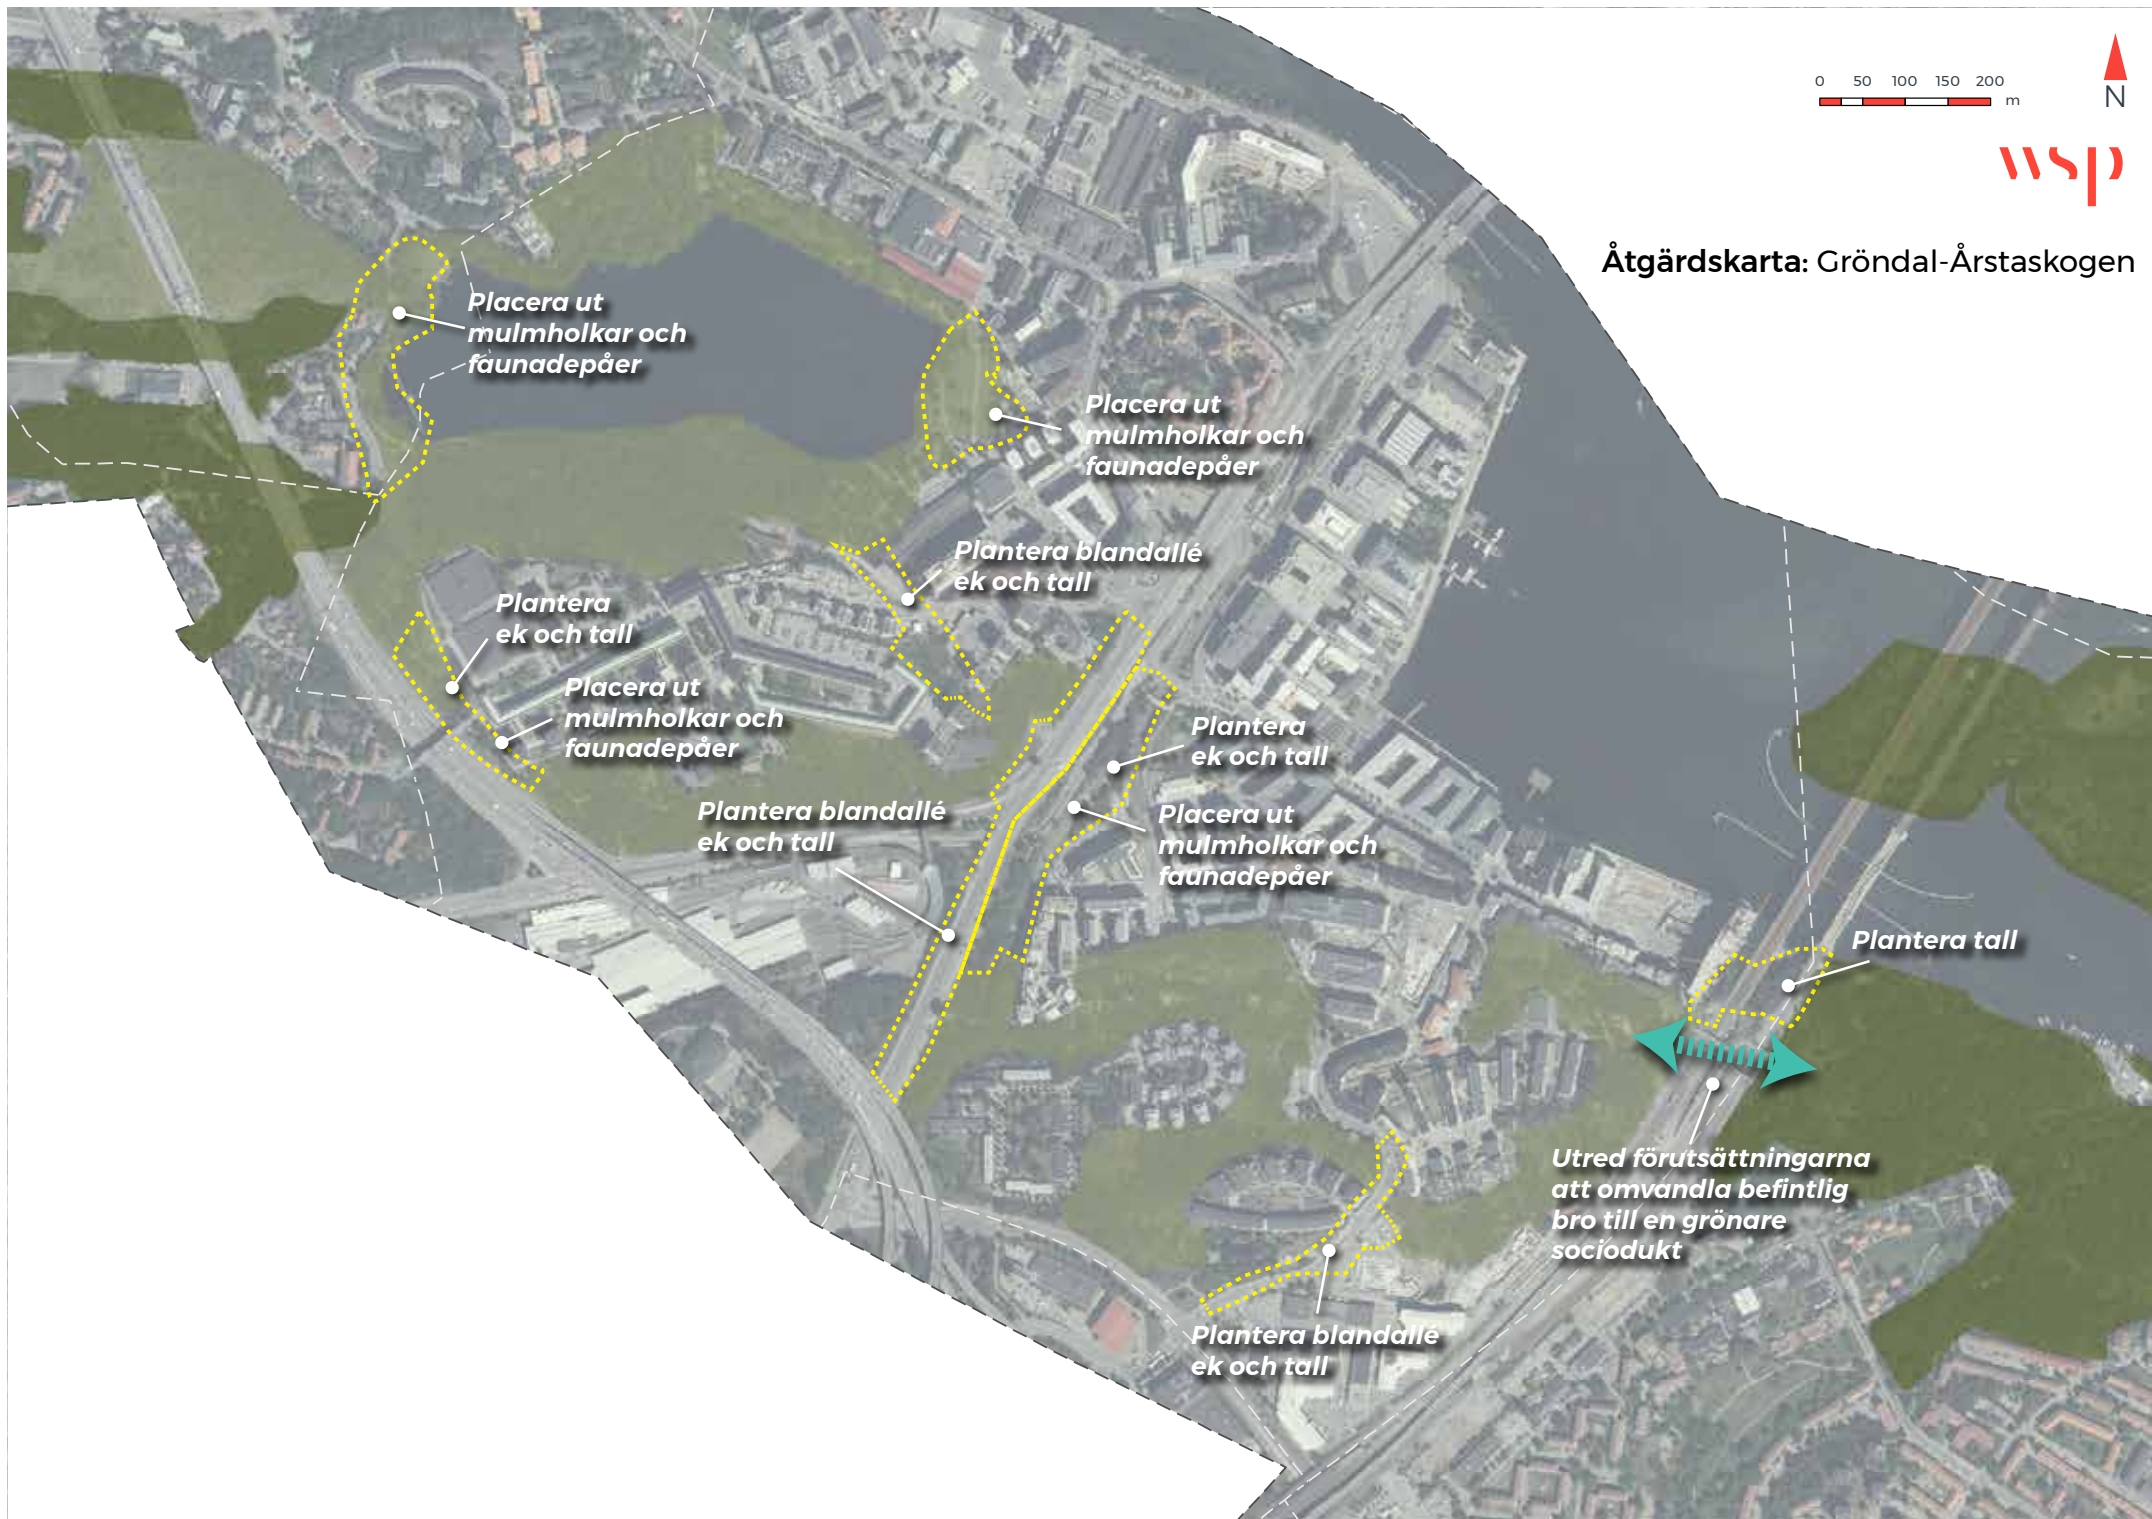 0 50 100 150 200
m
N
wsp
Åtgärdskarta: Gröndal-Årstaskogen
Placera ut
mulmholkar och
faunadepåer
Placera ut
mulmholkar och
faunadepåer
Plantera blandallé
ek och tall
Plantera
ek och tall
Placera ut
mulmholkar och
faunadepåer
Plantera
ek och tall
Plantera blandallé
ek och tall
Placera ut
mulmholkar och
faunadepåer
Plantera tall
Utred förutsättningarna
att omvandla befintlig
bro till en grönare
sociodukt
Plantera blandallé
ek och tall